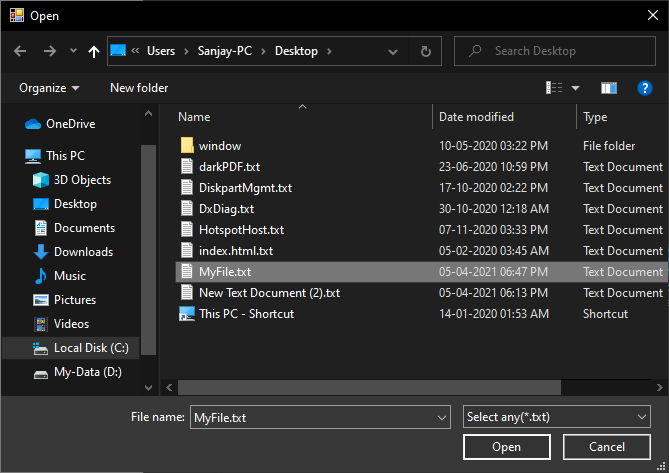 Open
« Users > Sanjay-PC > Desktop >
Search Desktop
Organize
New folder
OneDrive
This PC
3D Objects
Desktop
Documents
Downloads
Music
Pictures
Videos
Local Disk (C:)
My-Data (D:)
Name Date modified Type
window 10-05-2020 03:22 PM File folder
darkPDF.txt 23-06-2020 10:59 PM Text Document
DiskpartMgmt.txt 17-10-2020 02:22 PM Text Document
DxDiag.txt 30-10-2020 12:18 AM Text Document
HotspotHost.txt 07-11-2020 03:33 PM Text Document
index.html.txt 05-02-2020 03:45 AM Text Document
MyFile.txt 05-04-2021 06:47 PM Text Document
New Text Document (2).txt 05-04-2021 06:13 PM Text Document
This PC - Shortcut 14-01-2020 01:53 AM Shortcut
File name: MyFile.txt
Select any(*.txt)
Open
Cancel